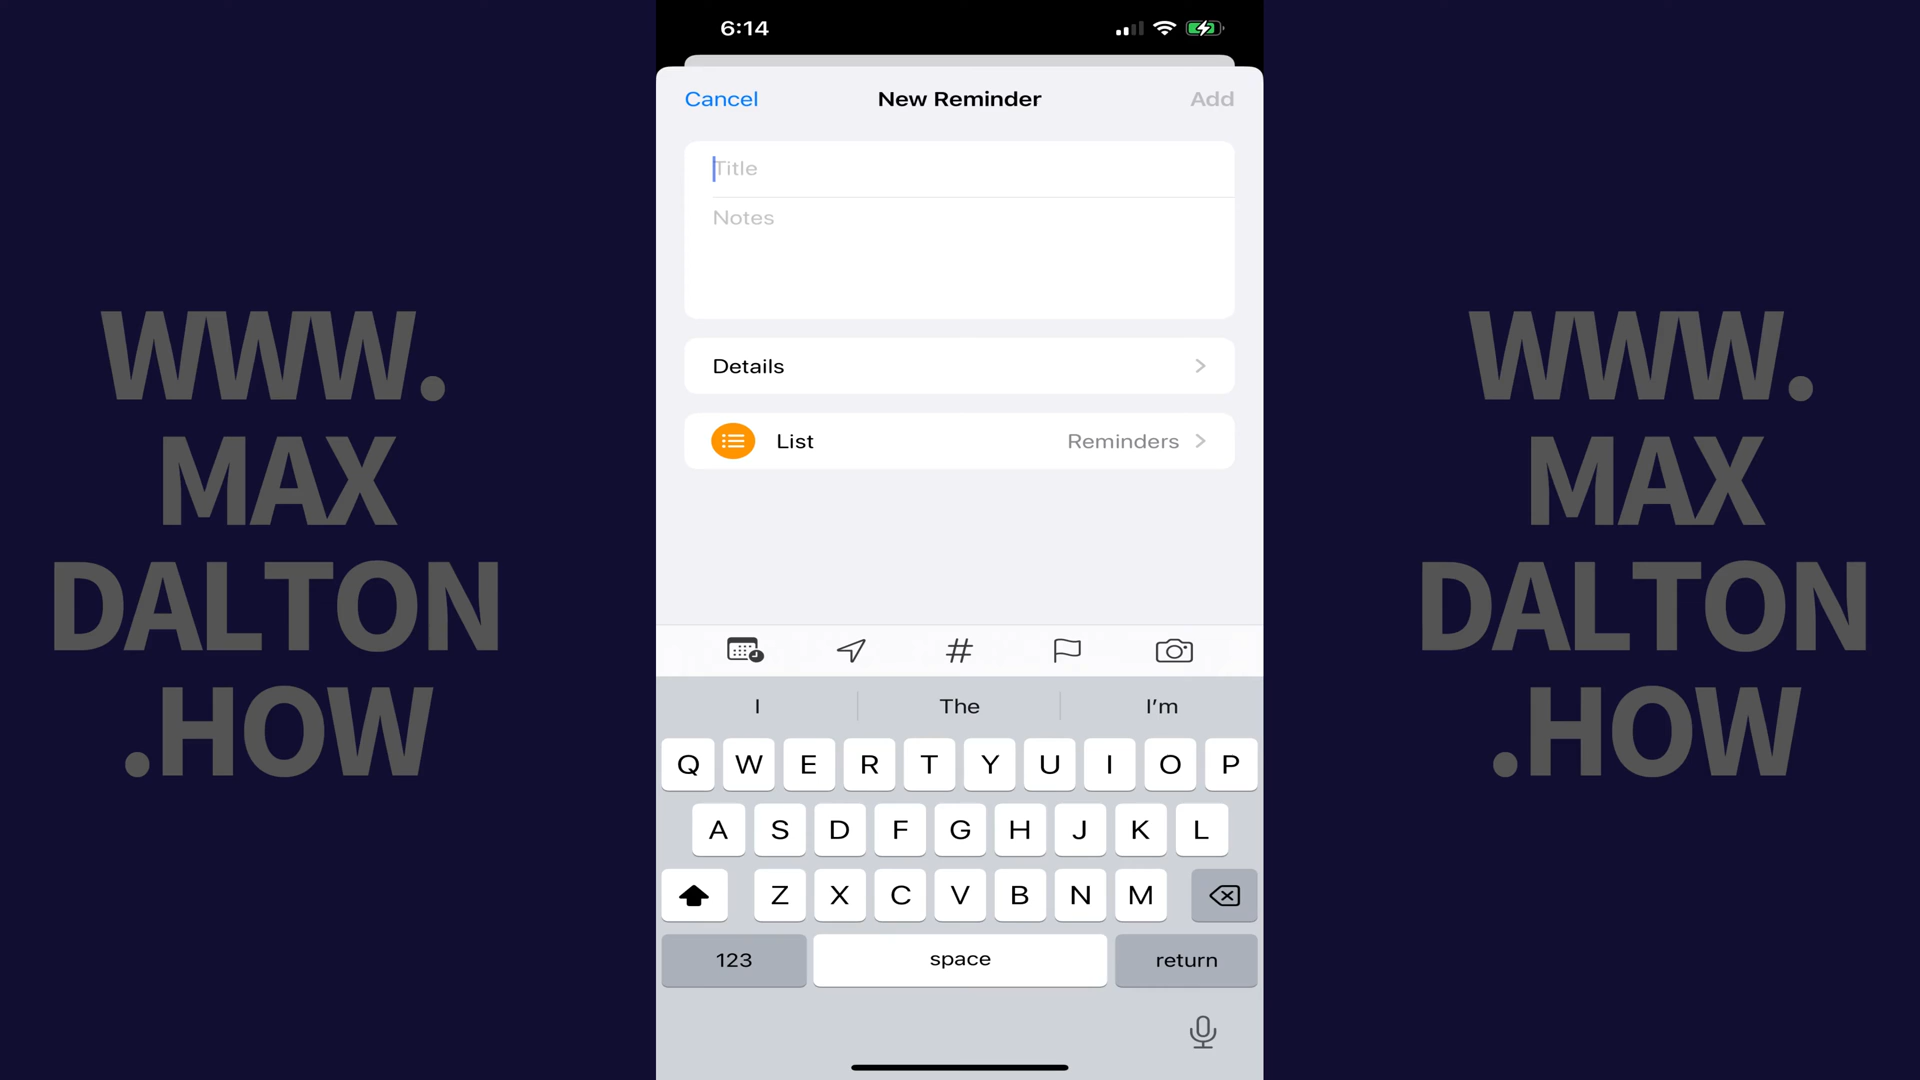 6:14
Cancel New Reminder Add
Title
Notes
Details
List Reminders
#
I The I'm
Q W E R T Y U I O P
A S D F G H J K L
Z X C V B N M
123 space return
WWW.
MAX
DALTON
.HOW
WWW.
MAX
DALTON
.HOW